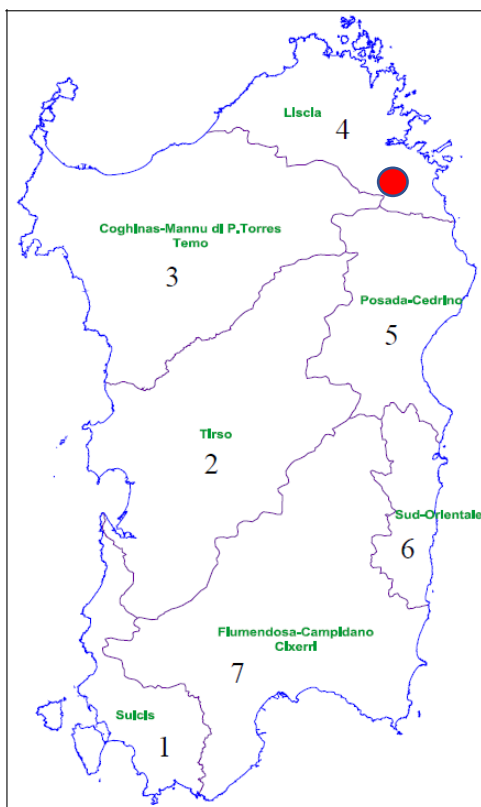 Liscia
4
Coghinas-Mannu di P.Torres
Temo
3
Posada-Cedrino
5
Tirso
2
Sud-Orientale
6
Flumendosa-Campidano
Cixerri
7
Sulcis
1